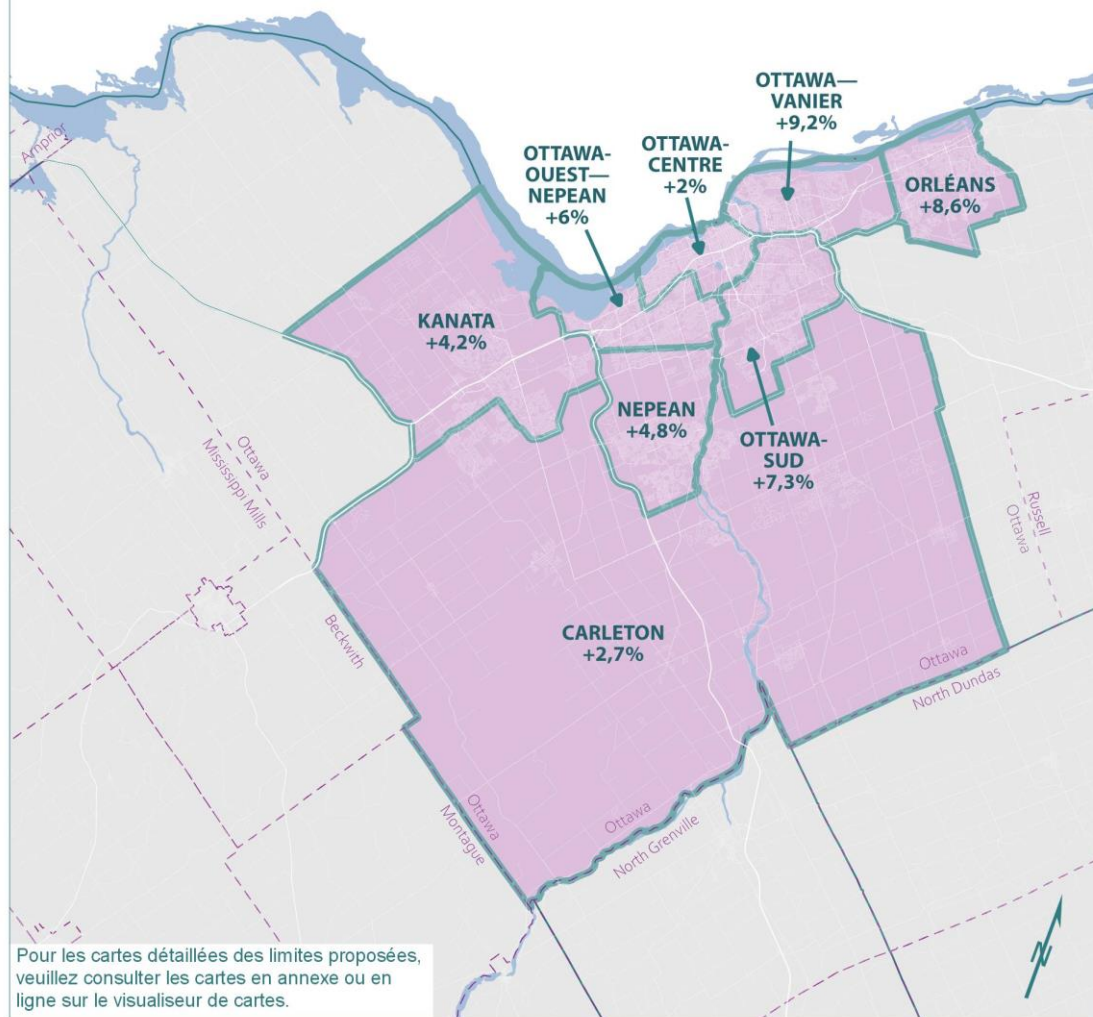 OTTAWA—
VANIER
+9,2%
OTTAWA-
CENTRE
+2%
OTTAWA-
OUEST—
NEPEAN
+6%
ORLÉANS
+8,6%
Arnprior
KANATA
+4,2%
NEPEAN
+4,8%
OTTAWA-
SUD
+7,3%
Ottawa
Mississippi Mills
Russell
Ottawa
Beckwith
CARLETON
+2,7%
Ottawa
North Dundas
Ottawa
Montague
Ottawa
North Grenville
Pour les cartes détaillées des limites proposées,
veuillez consulter les cartes en annexe ou en
ligne sur le visualiseur de cartes.
N